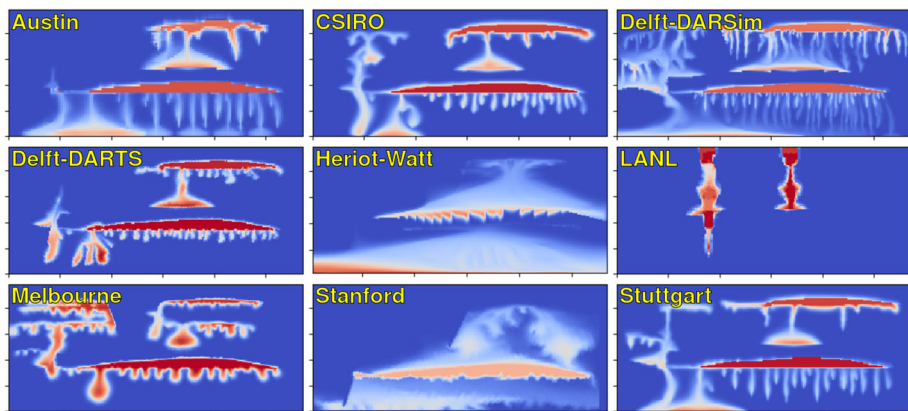 Austin
CSIRO
Delft-DARSim
Delft-DARTS
Heriot-Watt
LANL
Melbourne
Stanford
Stuttgart